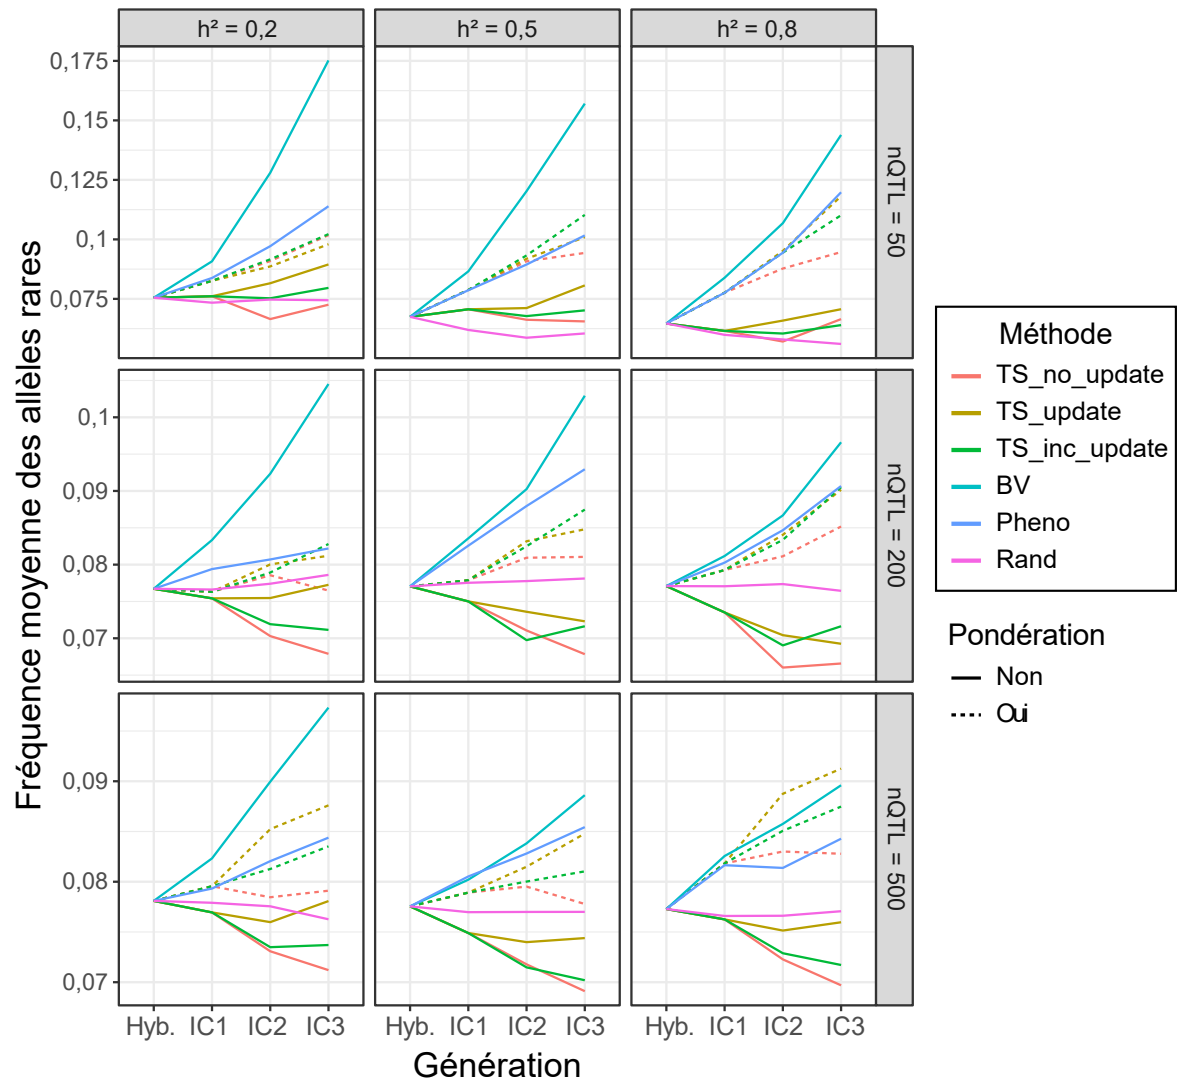 h² = 0,2
h² = 0,5
h² = 0,8
Fréquence moyenne des allèles rares
0,175
0,15
0,125
0,1
0,075
nQTL = 50
0,1
0,09
0,08
0,07
nQTL = 200
0,09
0,08
0,07
nQTL = 500
Hyb. IC1 IC2 IC3
Hyb. IC1 IC2 IC3
Hyb. IC1 IC2 IC3
Génération
Méthode
TS_no_update
TS_update
TS_inc_update
BV
Pheno
Rand
Pondération
Non
Oui